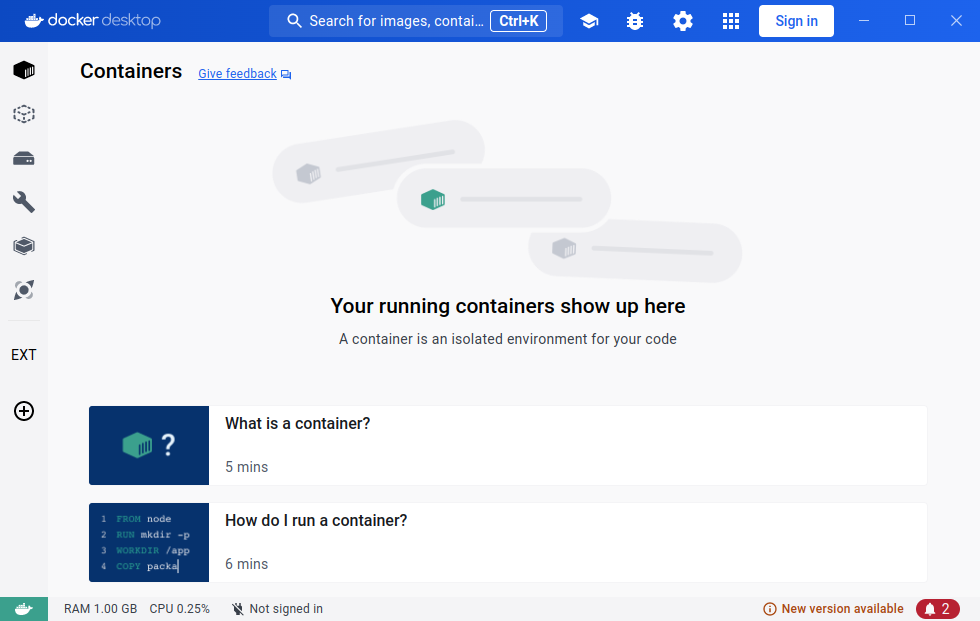 docker desktop
Search for images, contai... Ctrl+K
Sign in
Containers
Give feedback
Your running containers show up here
A container is an isolated environment for your code
EXT
?
What is a container?
5 mins
1 FROM node
2 RUN mkdir -p
3 WORKDIR /app
4 COPY packa
How do I run a container?
6 mins
RAM 1.00 GB CPU 0.25% Not signed in
New version available 2